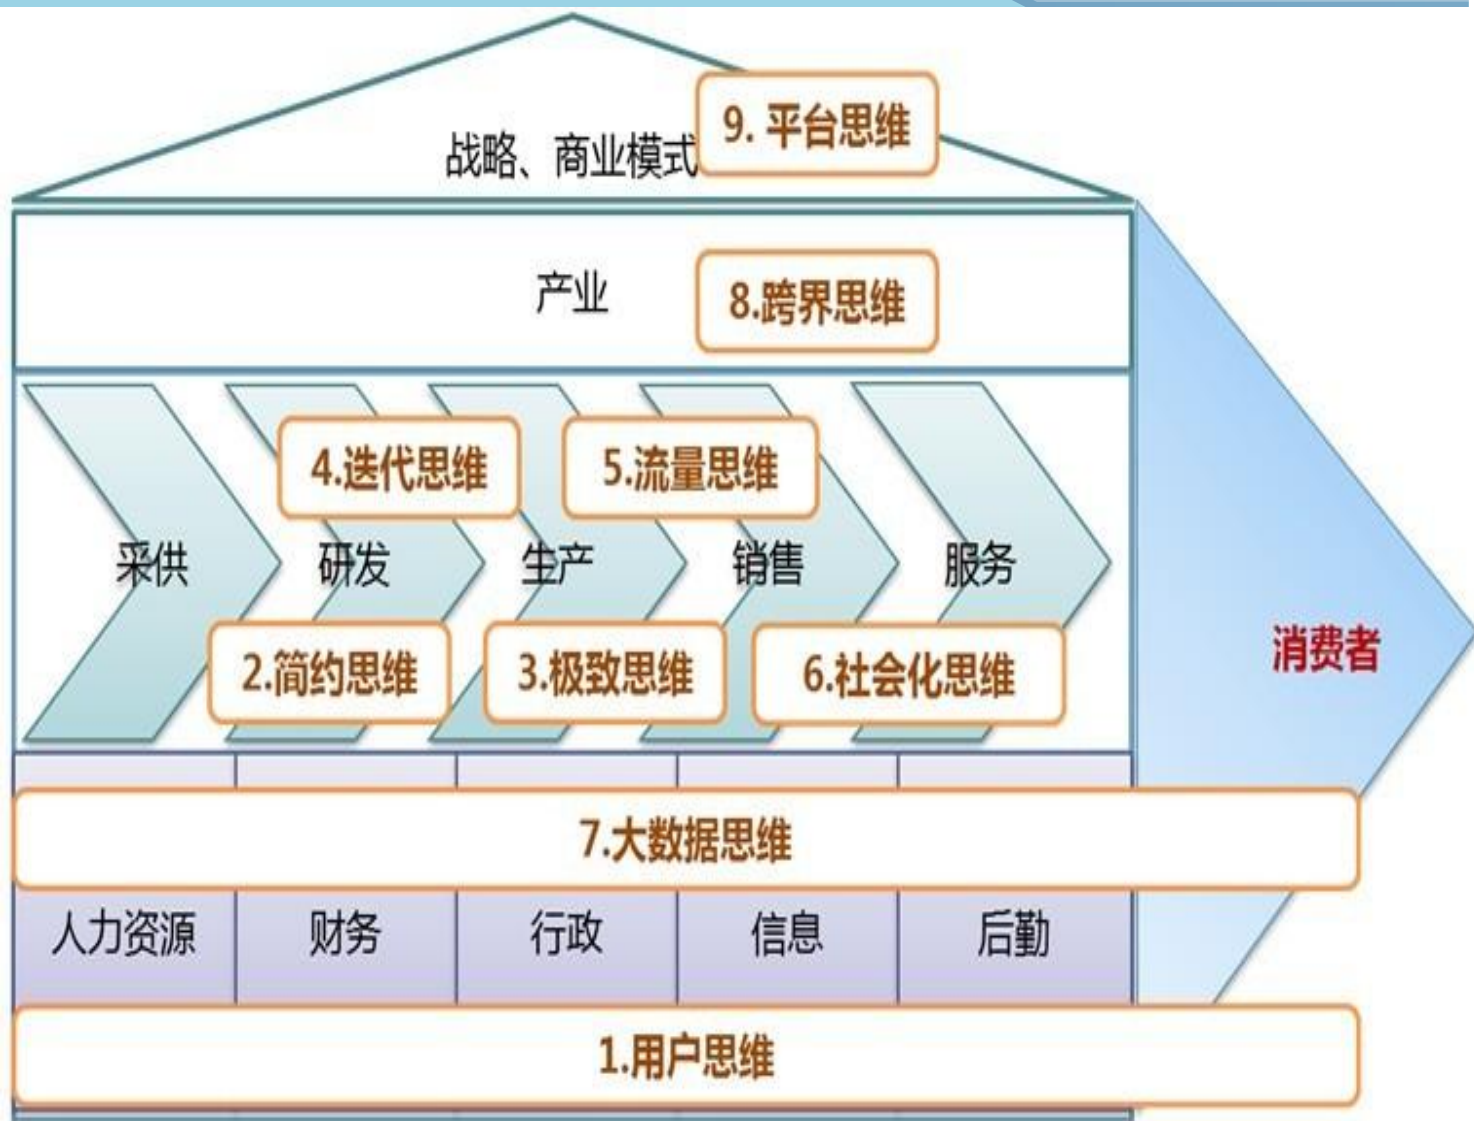 9. 平台思维
战略、商业模式
产业
8.跨界思维
4.迭代思维
5.流量思维
采供
研发
生产
销售
服务
2.简约思维
3.极致思维
6.社会化思维
消费者
7.大数据思维
人力资源
财务
行政
信息
后勤
1.用户思维